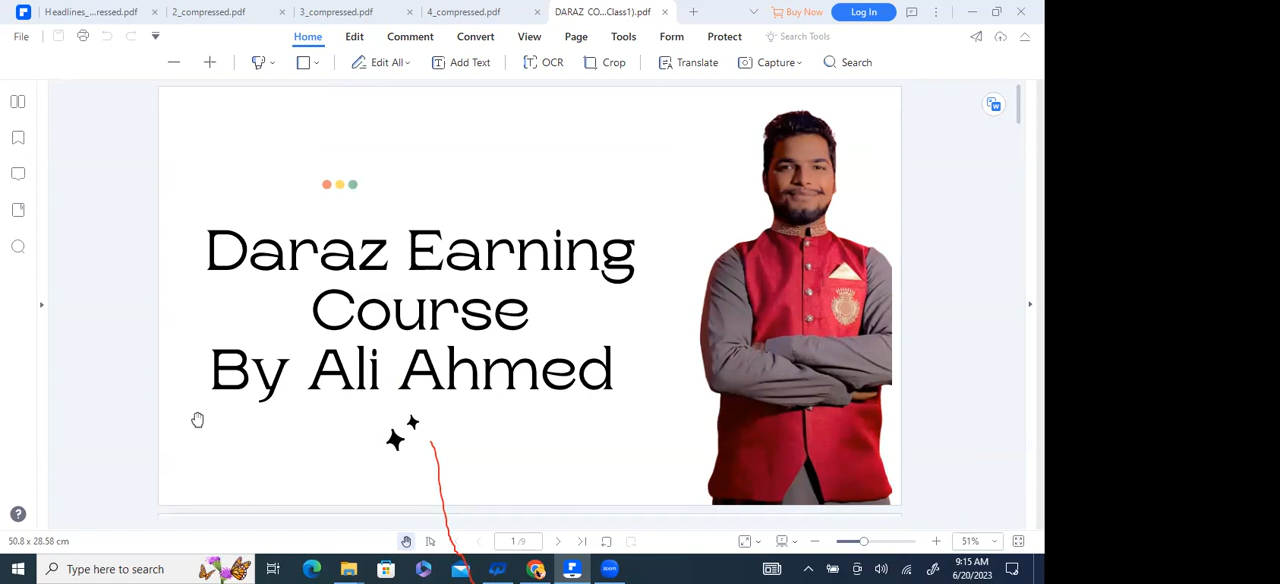 Headlines_...ressed.pdf
2_compressed.pdf
3_compressed.pdf
4_compressed.pdf
DARAZ CO...Class1).pdf
Buy Now
Log In
File
Home
Edit
Comment
Convert
View
Page
Tools
Form
Protect
Search Tools
Edit All
Add Text
OCR
Crop
Translate
Capture
Search
Daraz Earning
Course
By Ali Ahmed
50.8 x 28.58 cm
1 /9
51%
Type here to search
zoom
9:15 AM
6/20/2023